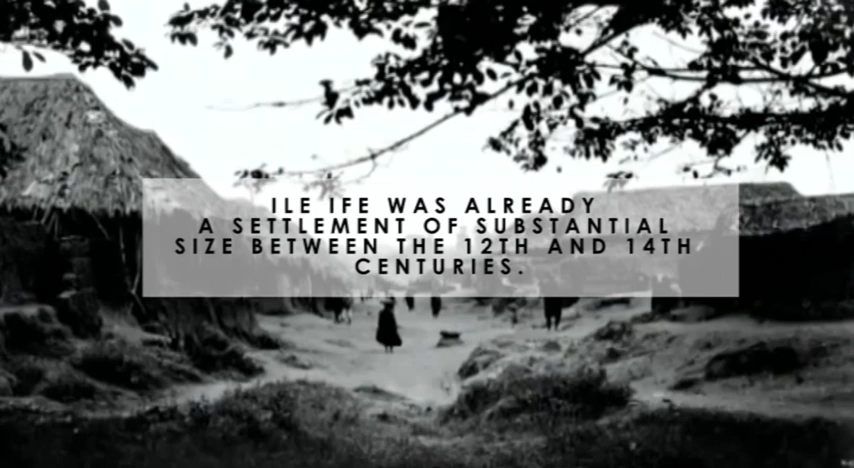 ILE IFE WAS ALREADY
A SETTLEMENT OF SUBSTANTIAL
SIZE BETWEEN THE 12TH AND 14TH
CENTURIES.